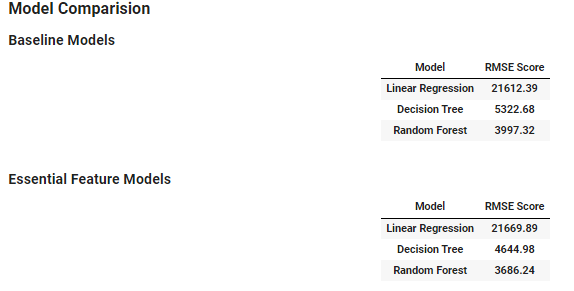 Model Comparision
Baseline Models
Model RMSE Score
Linear Regression 21612.39
Decision Tree 5322.68
Random Forest 3997.32
Essential Feature Models
Model RMSE Score
Linear Regression 21669.89
Decision Tree 4644.98
Random Forest 3686.24